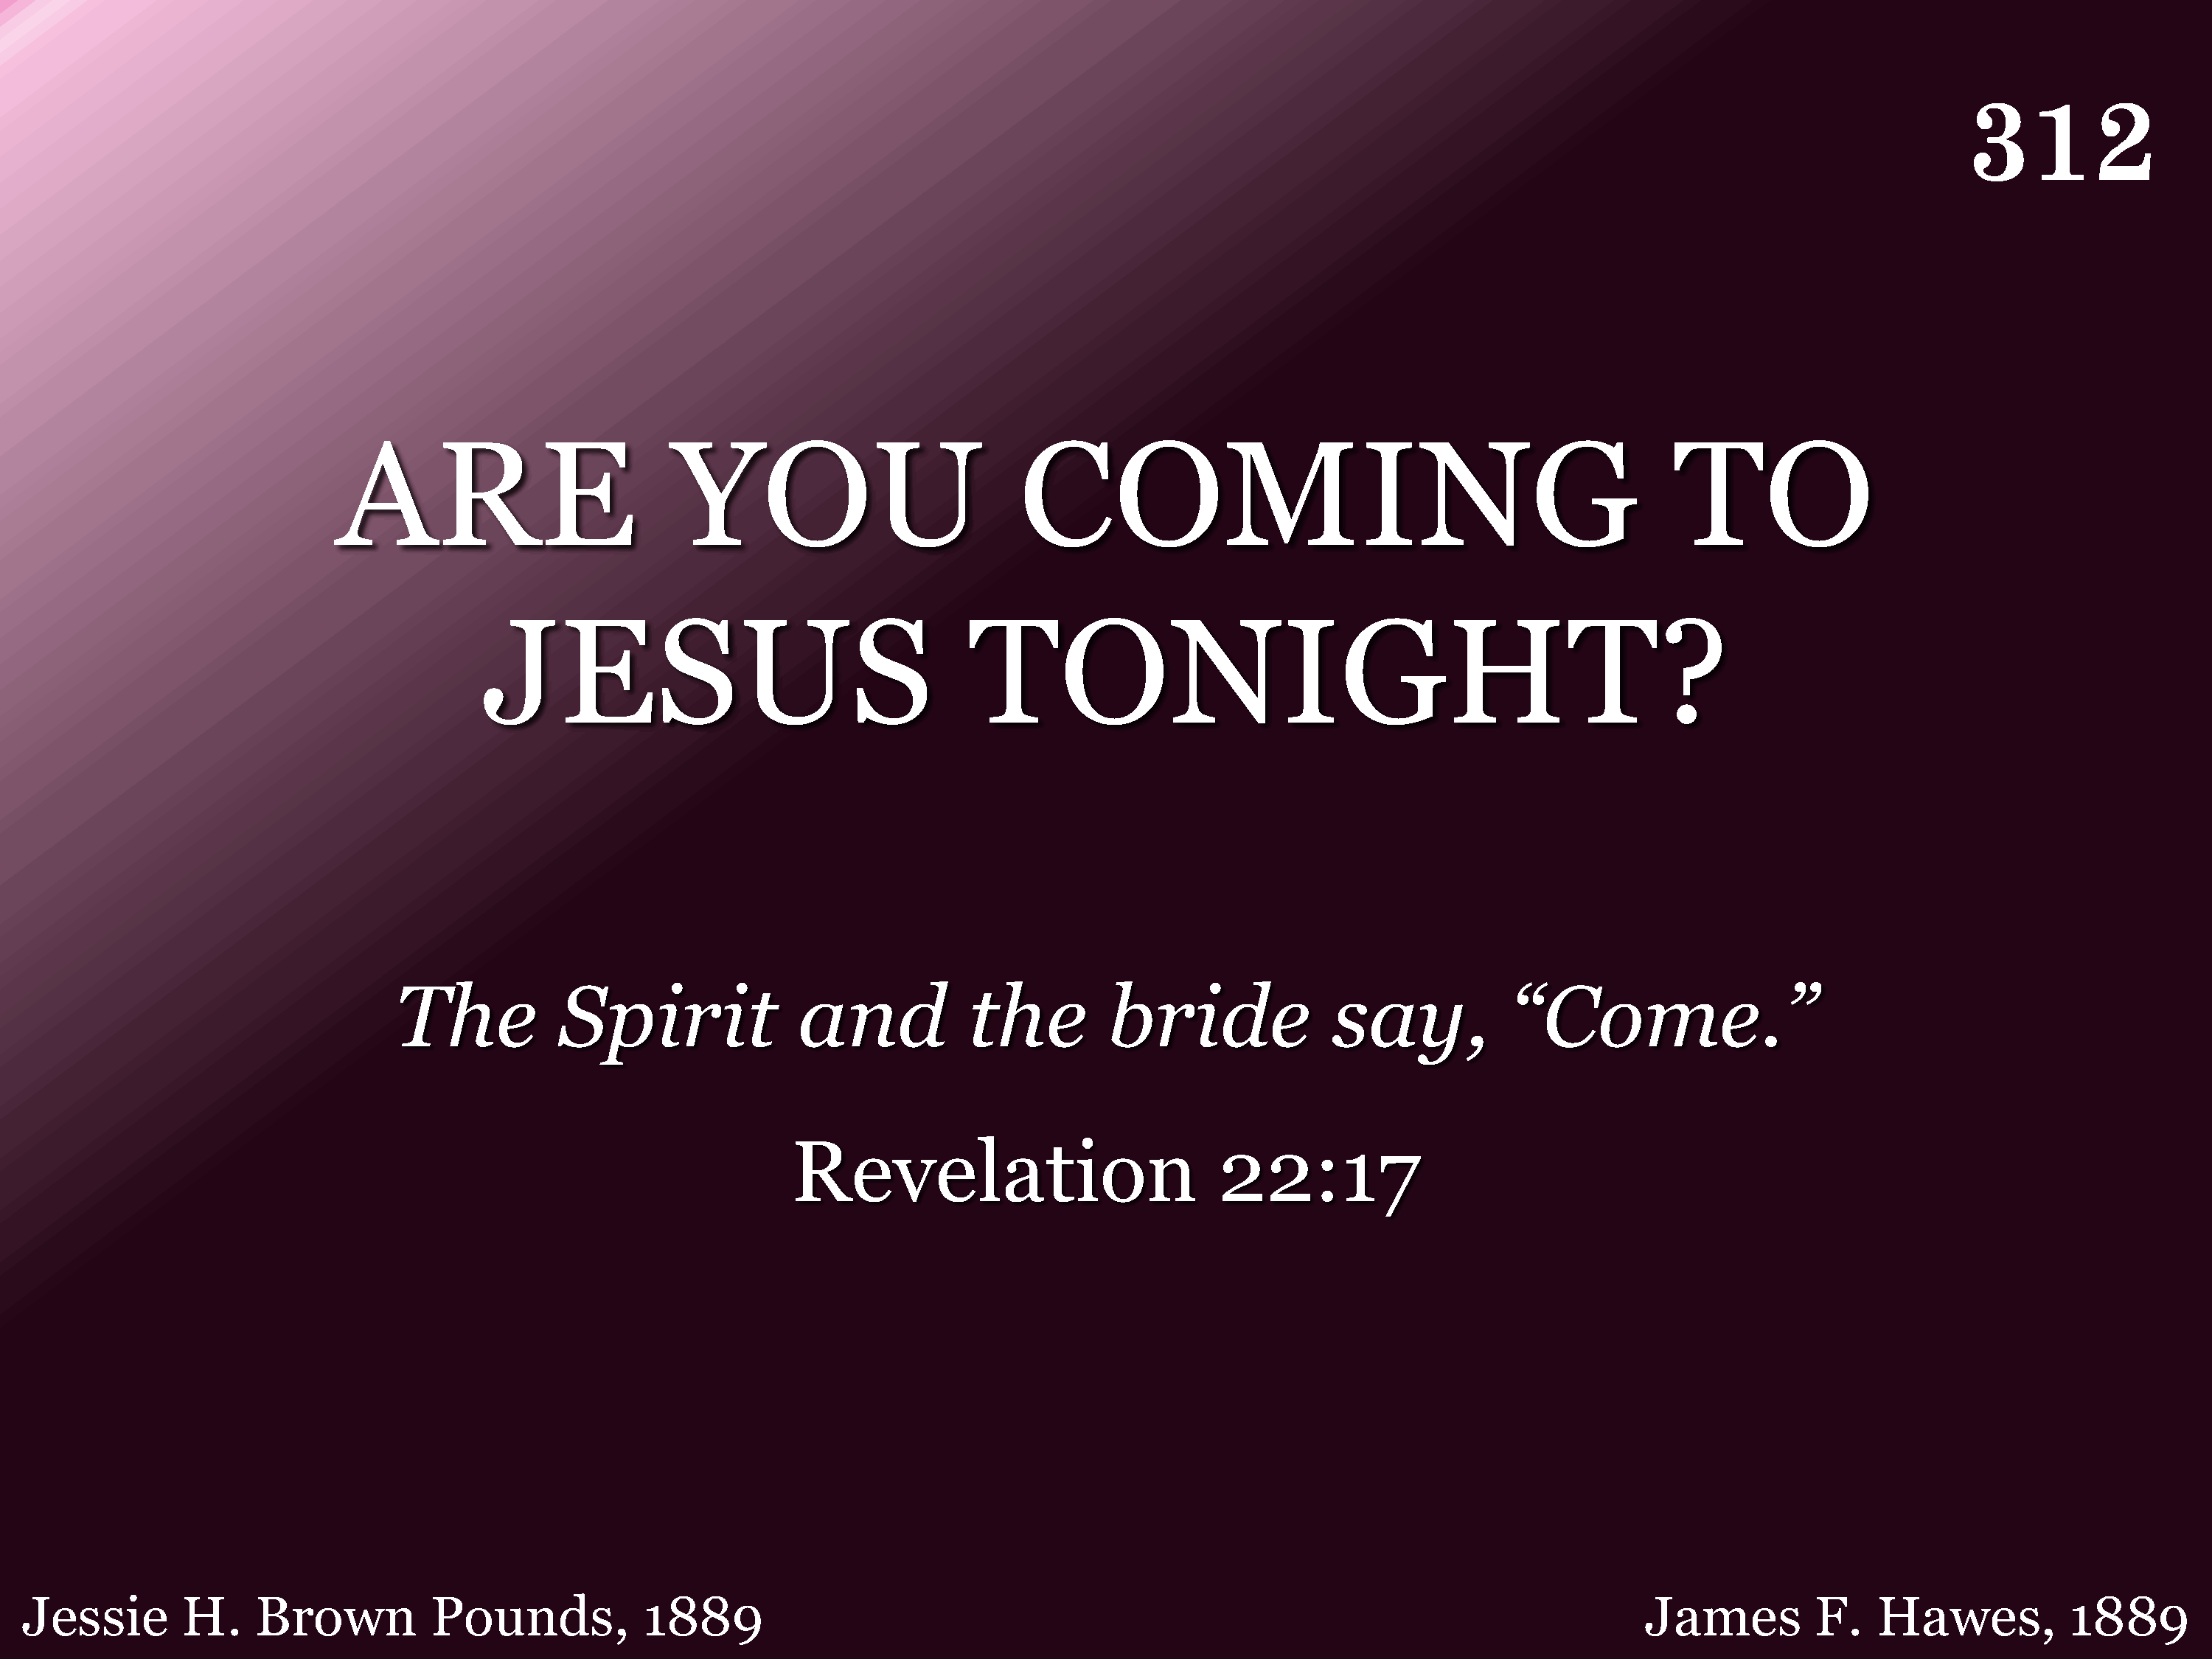 312
ARE YOU COMING TO
JESUS TONIGHT?
The Spirit and the bride say, “Come.”
Revelation 22:17
Jessie H. Brown Pounds, 1889
James F. Hawes, 1889